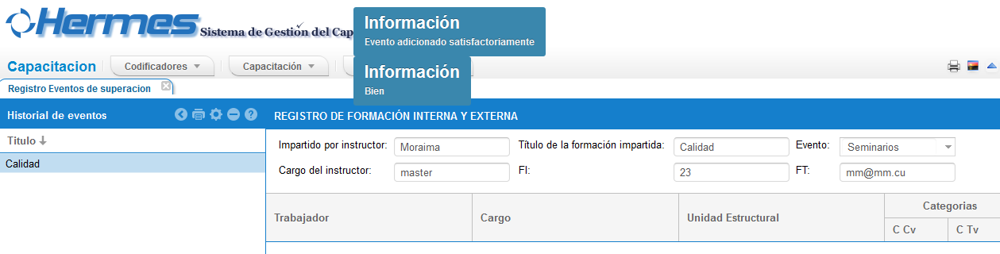 Hermes
Sistema de Gestión del Cap
Información
Evento adicionado satisfactoriamente
Capacitacion
Codificadores
Capacitación
Información
Bien
Registro Eventos de superacion
Historial de eventos
REGISTRO DE FORMACIÓN INTERNA Y EXTERNA
Titulo
Calidad
Impartido por instructor: Moraima Título de la formación impartida: Calidad Evento: Seminarios
Cargo del instructor: master FI: 23 FT: mm@mm.cu
Trabajador Cargo Unidad Estructural Categorias
C Cv C Tv